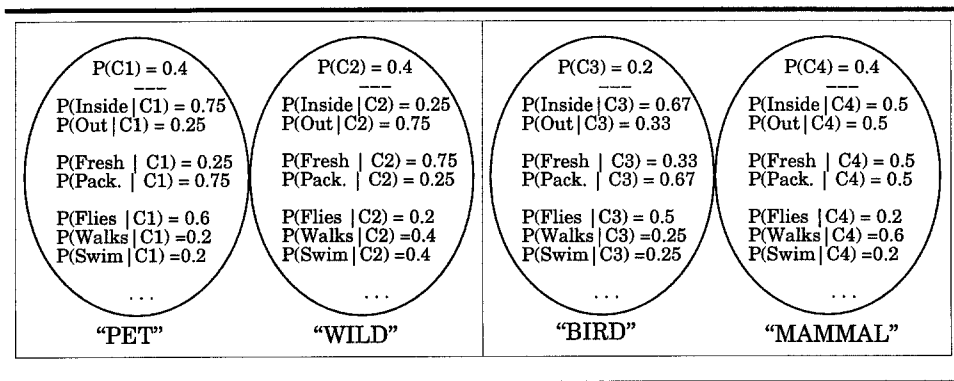 P(C1) = 0.4
P(Inside | C1) = 0.75
P(Out | C1) = 0.25
P(Fresh | C1) = 0.25
P(Pack. | C1) = 0.75
P(Flies | C1) = 0.6
P(Walks | C1) =0.2
P(Swim | C1) =0.2
...
"PET"
P(C2) = 0.4
P(Inside | C2) = 0.25
P(Out | C2) = 0.75
P(Fresh | C2) = 0.75
P(Pack. | C2) = 0.25
P(Flies | C2) = 0.2
P(Walks | C2) =0.4
P(Swim | C2) =0.4
...
"WILD"
P(C3) = 0.2
P(Inside | C3) = 0.67
P(Out | C3) = 0.33
P(Fresh | C3) = 0.33
P(Pack. | C3) = 0.67
P(Flies | C3) = 0.5
P(Walks | C3) =0.25
P(Swim | C3) =0.25
...
"BIRD"
P(C4) = 0.4
P(Inside | C4) = 0.5
P(Out | C4) = 0.5
P(Fresh | C4) = 0.5
P(Pack. | C4) = 0.5
P(Flies | C4) = 0.2
P(Walks | C4) =0.6
P(Swim | C4) =0.2
...
"MAMMAL"